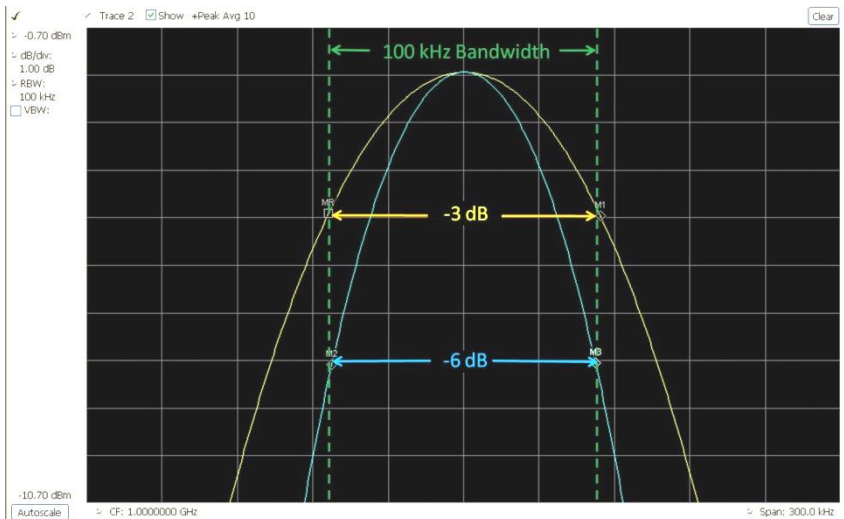 Trace 2 Show +Peak Avg 10
Clear
-0.70 dBm
dB/div:
1.00 dB
RBW:
100 kHz
VBW:
100 kHz Bandwidth
MR
M1
-3 dB
M2
M3
-6 dB
-10.70 dBm
Autoscale
CF: 1.0000000 GHz
Span: 300.0 kHz